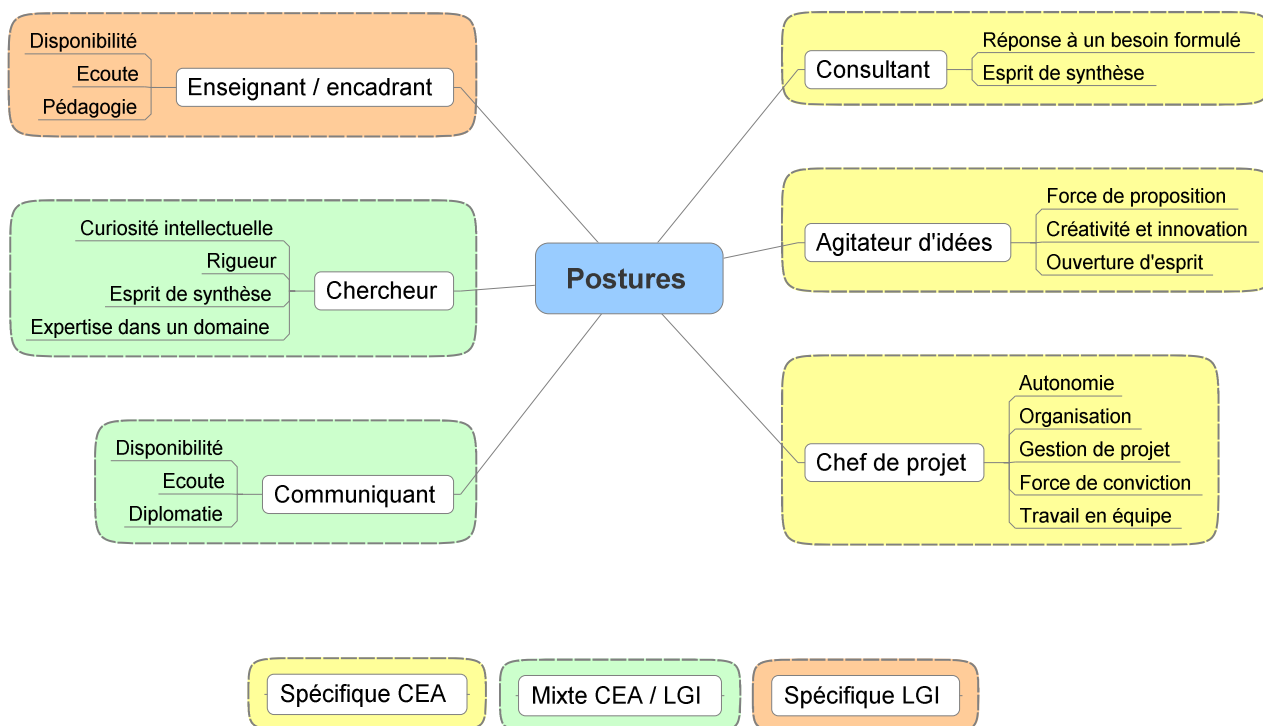 Disponibilité
Ecoute
Pédagogie
Enseignant / encadrant
Curiosité intellectuelle
Rigueur
Esprit de synthèse
Expertise dans un domaine
Chercheur
Disponibilité
Ecoute
Diplomatie
Communiquant
Postures
Consultant
Réponse à un besoin formulé
Esprit de synthèse
Agitateur d'idées
Force de proposition
Créativité et innovation
Ouverture d'esprit
Chef de projet
Autonomie
Organisation
Gestion de projet
Force de conviction
Travail en équipe
Spécifique CEA
Mixte CEA / LGI
Spécifique LGI